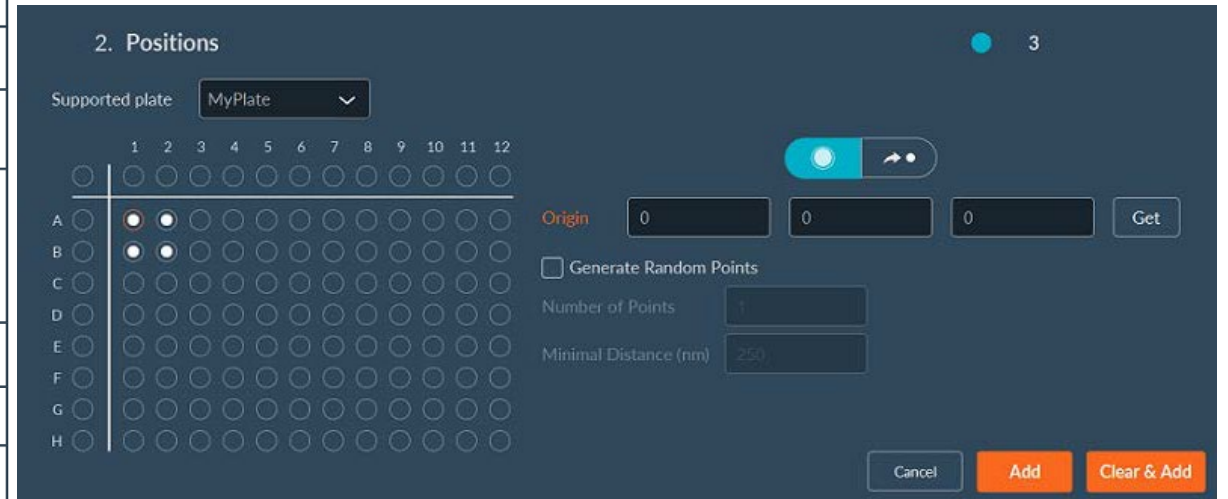 2. Positions
3
Supported plate MyPlate
1 2 3 4 5 6 7 8 9 10 11 12
A
Origin 0 0 0 Get
B
Generate Random Points
C
D
Number of Points 1
E
Minimal Distance (nm) 250
F
G
H
Cancel Add Clear & Add